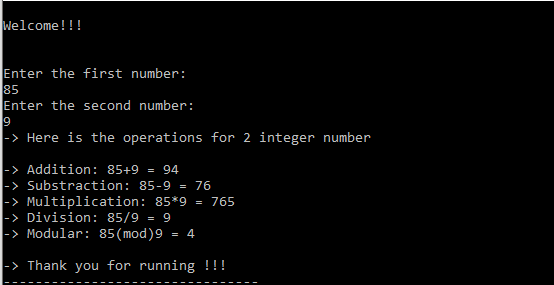 Welcome!!!
Enter the first number:
85
Enter the second number:
9
-> Here is the operations for 2 integer number
-> Addition: 85+9 = 94
-> Substraction: 85-9 = 76
-> Multiplication: 85*9 = 765
-> Division: 85/9 = 9
-> Modular: 85(mod)9 = 4
-> Thank you for running !!!
--------------------------------